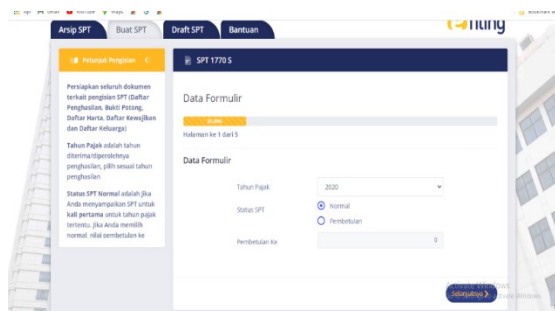 Arsip SPT
Buat SPT
Draft SPT
Bantuan
Petunjuk Pengisian
SPT 1770 S
Persiapkan seluruh dokumen
terkait pengisian SPT (Daftar
Penghasilan, Bukti Potong,
Daftar Harta, Daftar Kewajiban
dan Daftar Keluarga)
Tahun Pajak adalah tahun
diterima/diperolehnya
penghasilan, pilih sesuai tahun
penghasilan
Status SPT Normal adalah jika
Anda menyampaikan SPT untuk
kali pertama untuk tahun pajak
tertentu. Jika Anda memilih
normal, nilai pembetulan ke
Data Formulir
Halaman ke 1 dari 5
Data Formulir
Tahun Pajak
2020
Status SPT
Normal
Pembetulan
Pembetulan Ke
0
Activate Windows
Selanjutnya